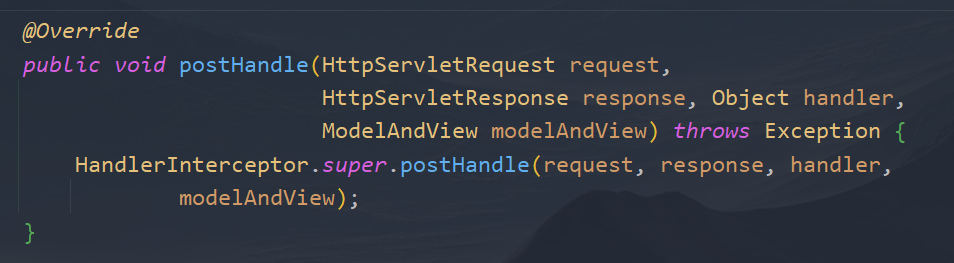 @Override
public void postHandle(HttpServletRequest request,
HttpServletResponse response, Object handler,
ModelAndView modelAndView) throws Exception {
HandlerInterceptor.super.postHandle(request, response, handler,
modelAndView);
}